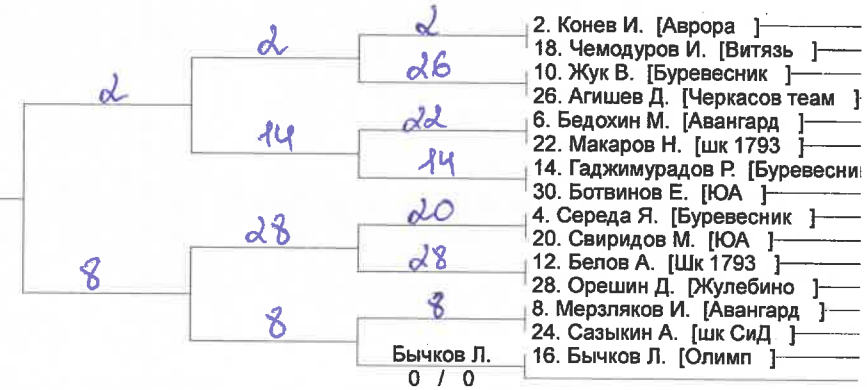 2 2. Конев И. [Аврора ]
2 18. Чемодуров И. [Витязь ]
26 10. Жук В. [Буревесник ]
2 26. Агишев Д. [Черкасов теам ]
22 6. Бедохин М. [Авангард ]
14 22. Макаров Н. [шк 1793 ]
14 14. Гаджимурадов Р. [Буревесни
30. Ботвинов Е. [ЮА ]
20 4. Середа Я. [Буревесник ]
28 20. Свиридов М. [ЮА ]
28 12. Белов А. [Шк 1793 ]
8 28. Орешин Д. [Жулебино ]
8 8. Мерзляков И. [Авангард ]
8 24. Сазыкин А. [шк СиД ]
Бычков Л. 16. Бычков Л. [Олимп ]
0 / 0